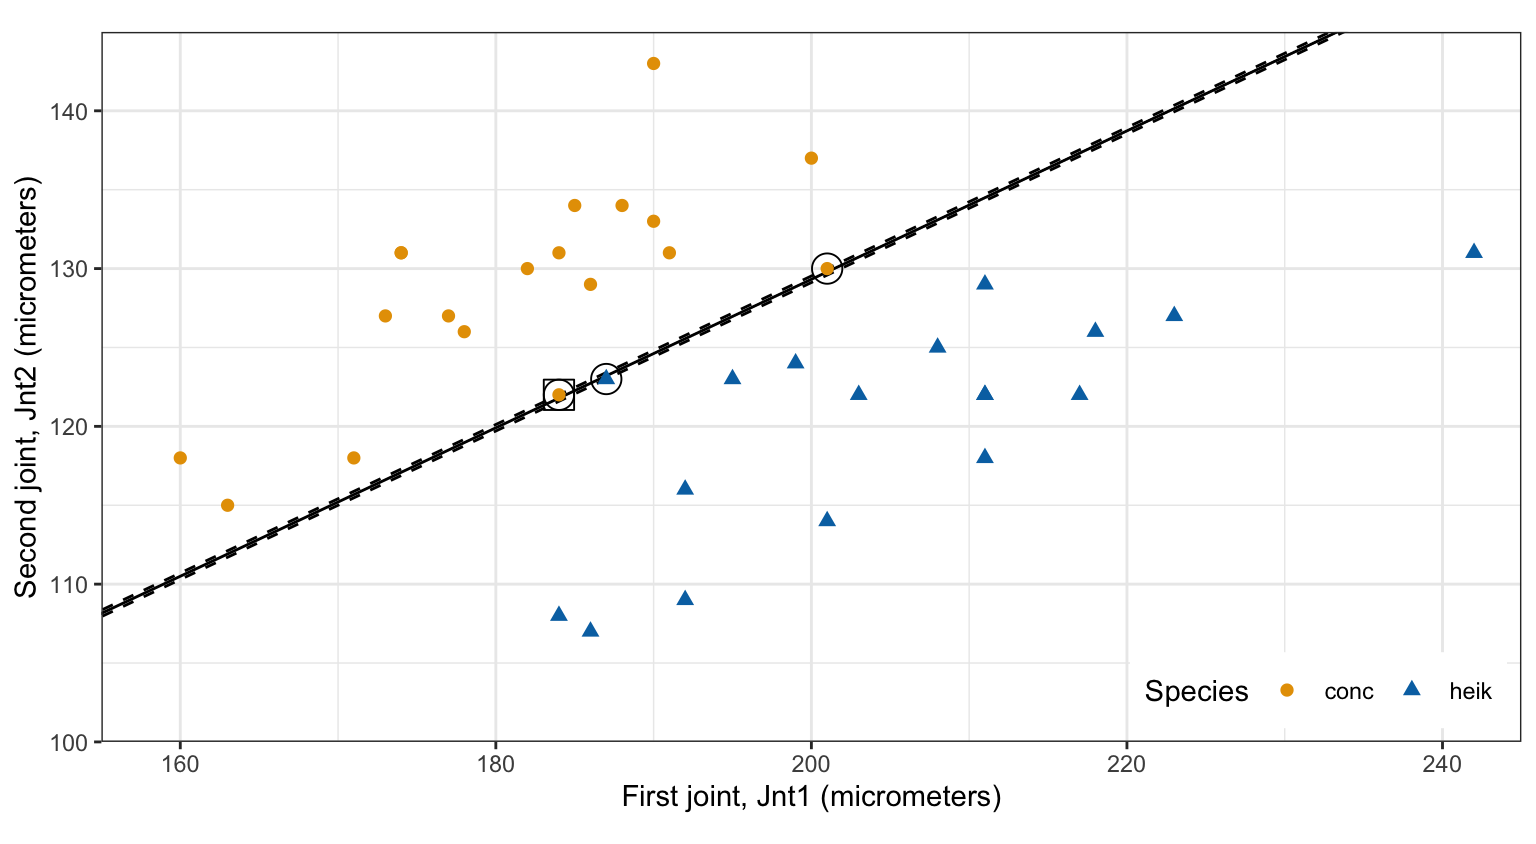 140
130
120
110
100
160 180 200 220 240
Second joint, Jnt2 (micrometers)
First joint, Jnt1 (micrometers)
Species conc heik